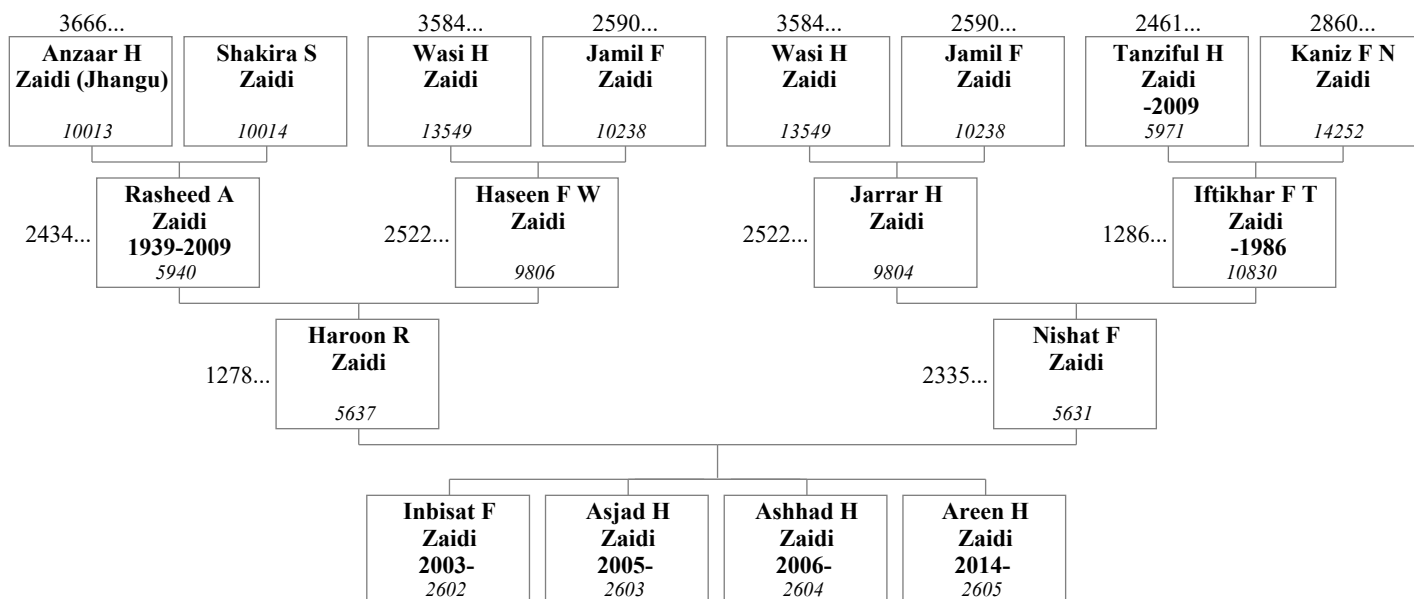 3666...
3584...
2590...
3584...
2590...
2461...
2860...
Anzaar H
Zaidi (Jhangu)
10013
Shakira S
Zaidi
10014
Wasi H
Zaidi
13549
Jamil F
Zaidi
10238
Wasi H
Zaidi
13549
Jamil F
Zaidi
10238
Tanziful H
Zaidi
-2009
5971
Kaniz F N
Zaidi
14252
2434...
Rasheed A
Zaidi
1939-2009
5940
2522...
Haseen F W
Zaidi
9806
2522...
Jarrar H
Zaidi
9804
1286...
Iftikhar F T
Zaidi
-1986
10830
1278...
Haroon R
Zaidi
5637
2335...
Nishat F
Zaidi
5631
Inbisat F
Zaidi
2003-
2602
Asjad H
Zaidi
2005-
2603
Ashhad H
Zaidi
2006-
2604
Areen H
Zaidi
2014-
2605